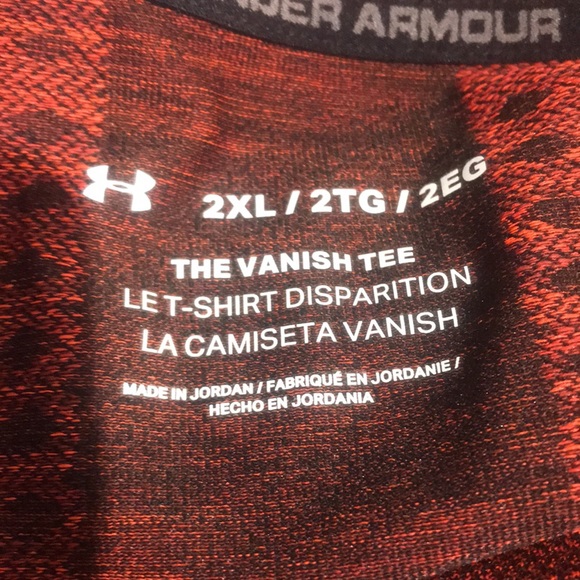 UNDER ARMOUR
2XL / 2TG / 2EG
THE VANISH TEE
LE T-SHIRT DISPARITION
LA CAMISETA VANISH
MADE IN JORDAN / FABRIQUÉ EN JORDANIE /
HECHO EN JORDANIA